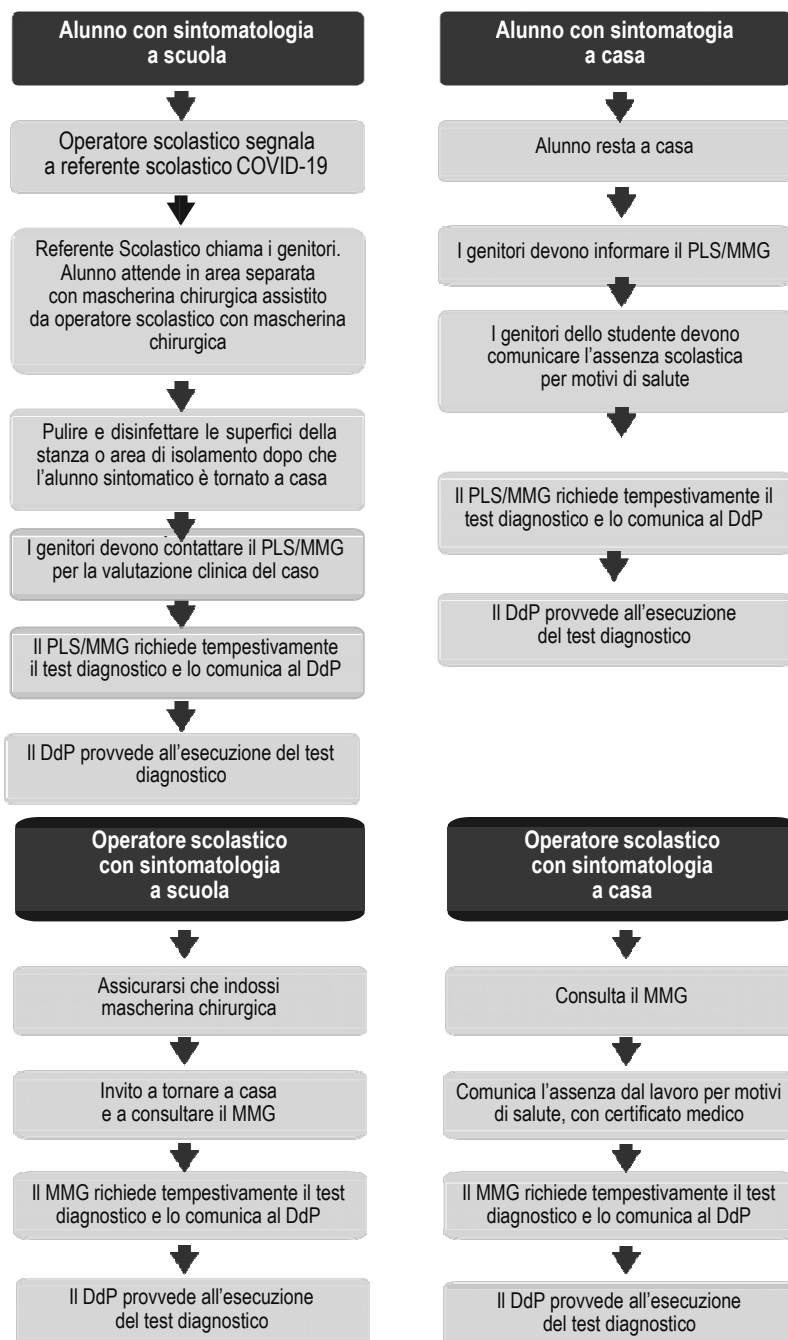 Alunno con sintomatologia
a scuola
Operatore scolastico segnala
a referente scolastico COVID-19
Referente Scolastico chiama i genitori.
Alunno attende in area separata
con mascherina chirurgica assistito
da operatore scolastico con mascherina
chirurgica
Pulire e disinfettare le superfici della
stanza o area di isolamento dopo che
l'alunno sintomatico è tornato a casa
I genitori devono contattare il PLS/MMG
per la valutazione clinica del caso
Il PLS/MMG richiede tempestivamente
il test diagnostico e lo comunica al DdP
Il DdP provvede all'esecuzione del test
diagnostico
Alunno con sintomatogia
a casa
Alunno resta a casa
I genitori devono informare il PLS/MMG
I genitori dello studente devono
comunicare l'assenza scolastica
per motivi di salute
Il PLS/MMG richiede tempestivamente il
test diagnostico e lo comunica al DdP
Il DdP provvede all'esecuzione
del test diagnostico
Operatore scolastico
con sintomatologia
a scuola
Assicurarsi che indossi
mascherina chirurgica
Invito a tornare a casa
e a consultare il MMG
Il MMG richiede tempestivamente il test
diagnostico e lo comunica al DdP
Il DdP provvede all'esecuzione
del test diagnostico
Operatore scolastico
con sintomatologia
a casa
Consulta il MMG
Comunica l'assenza dal lavoro per motivi
di salute, con certificato medico
Il MMG richiede tempestivamente il test
diagnostico e lo comunica al DdP
Il DdP provvede all'esecuzione
del test diagnostico